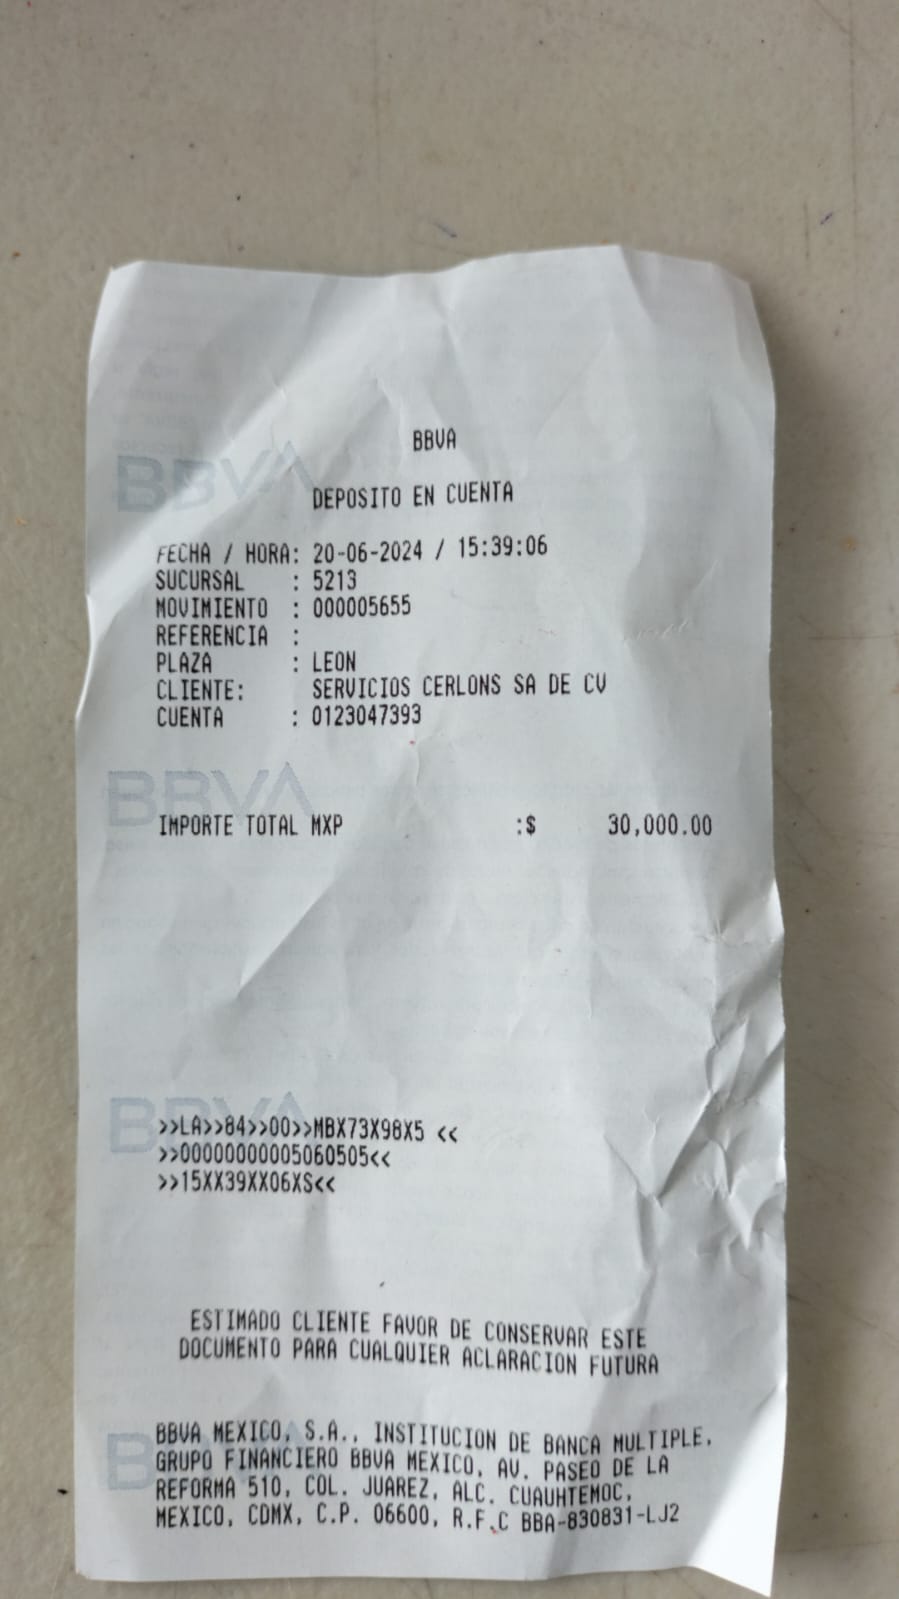 BBVA
DEPOSITO EN CUENTA
FECHA / HORA: 20-06-2024 / 15:39:06
SUCURSAL : 5213
MOVIMIENTO : 000005655
REFERENCIA :
PLAZA : LEON
CLIENTE: SERVICIOS CERLONS SA DE CV
CUENTA : 0123047393
IMPORTE TOTAL MXP :$ 30,000.00
>>LA>>84>>00>>MBX73X98X5 <<
>>00000000005060505<<
>>15XX39XX06XS<<
ESTIMADO CLIENTE FAVOR DE CONSERVAR ESTE
DOCUMENTO PARA CUALQUIER ACLARACION FUTURA
BBVA MEXICO, S.A., INSTITUCION DE BANCA MULTIPLE,
GRUPO FINANCIERO BBVA MEXICO, AV. PASEO DE LA
REFORMA 510, COL. JUAREZ, ALC. CUAUHTEMOC,
MEXICO, CDMX, C.P. 06600, R.F.C BBA-830831-LJ2
BBVA
BBVA
BBVA